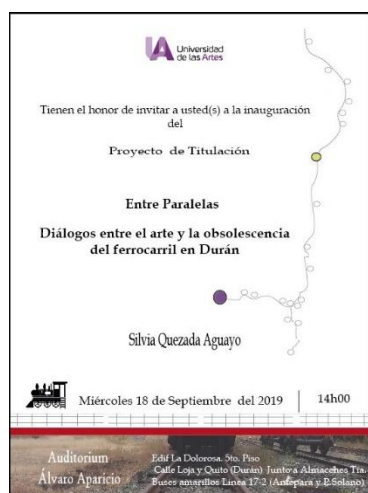 UA Universidad
de las Artes
Tienen el honor de invitar a usted(s) a la inauguración
del
Proyecto de Titulación
Entre Paralelas
Diálogos entre el arte y la obsolescencia
del ferrocarril en Durán
Silvia Quezada Aguayo
Miércoles 18 de Septiembre del 2019
14h00
Auditorium
Álvaro Aparicio
Edif La Dolorosa. 5to. Piso
Calle Loja y Quito (Durán) Junto a Almacenes Tía.
Buses amarillos Linea 17-2 (Antepara y P.Solano)